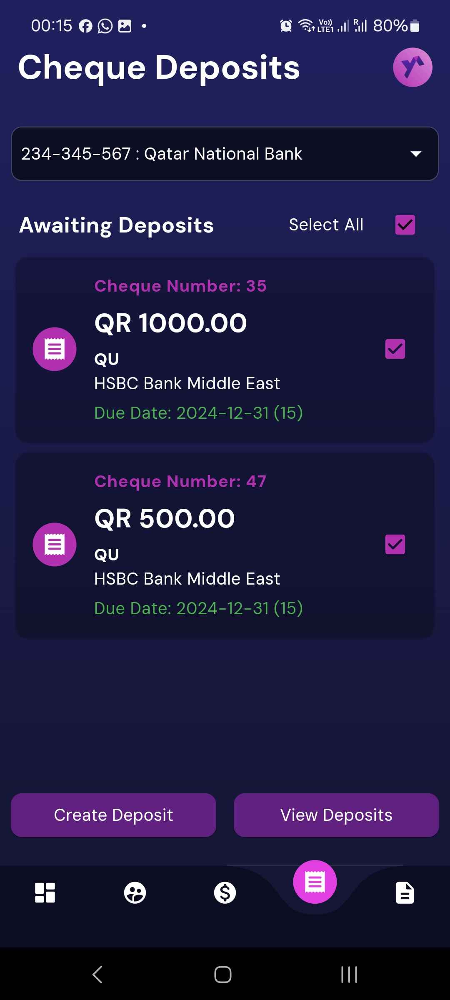 00:15
Vo)) LTE1 R 80%
Cheque Deposits
234-345-567 : Qatar National Bank
Awaiting Deposits
Select All
Cheque Number: 35
QR 1000.00
QU
HSBC Bank Middle East
Due Date: 2024-12-31 (15)
Cheque Number: 47
QR 500.00
QU
HSBC Bank Middle East
Due Date: 2024-12-31 (15)
Create Deposit
View Deposits